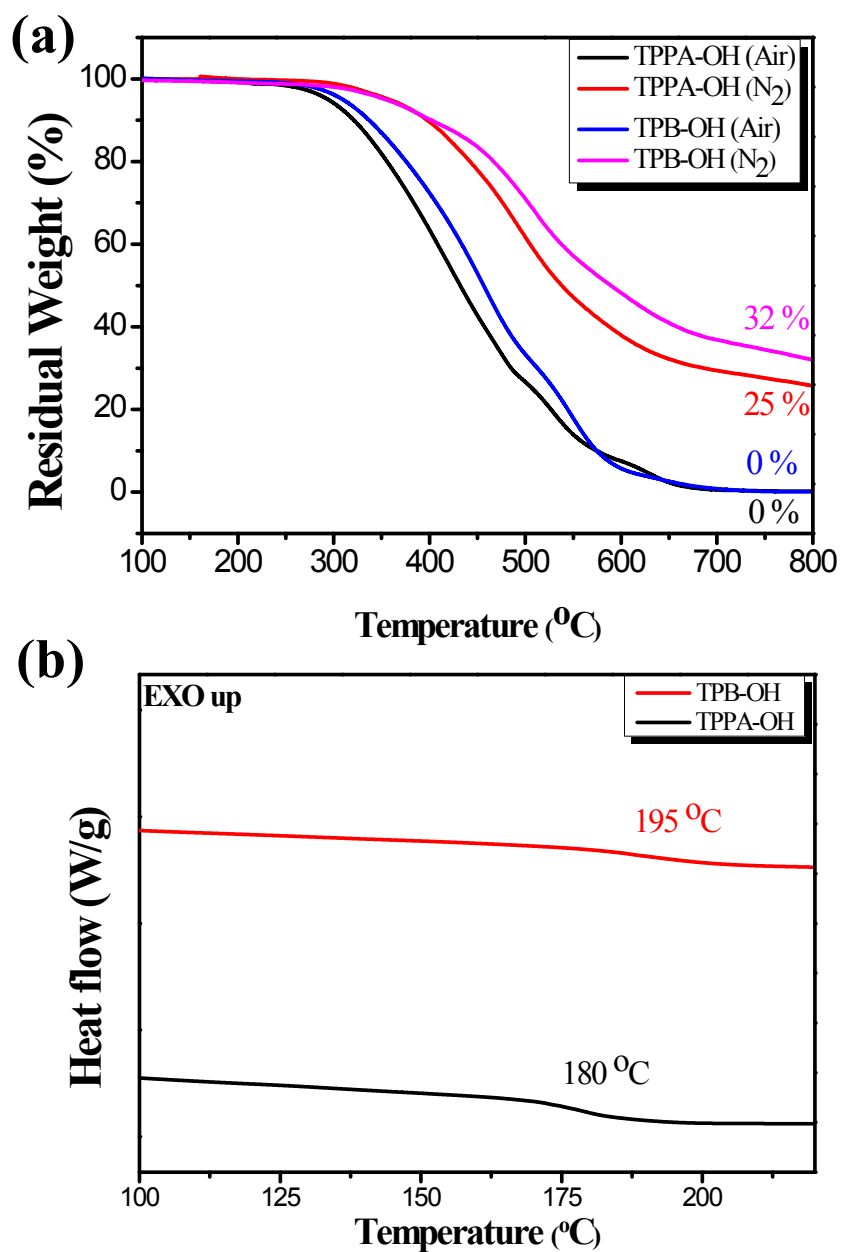 (a)
TPPA-OH (Air)
TPPA-OH (N2)
TPB-OH (Air)
TPB-OH (N2)
100
80
60
40
20
0
Residual Weight (%)
32 %
25 %
0 %
0 %
100 200 300 400 500 600 700 800
Temperature (ºC)
(b)
EXO up
TPB-OH
TPPA-OH
195 ºC
180 ºC
Heat flow (W/g)
100 125 150 175 200
Temperature (ºC)